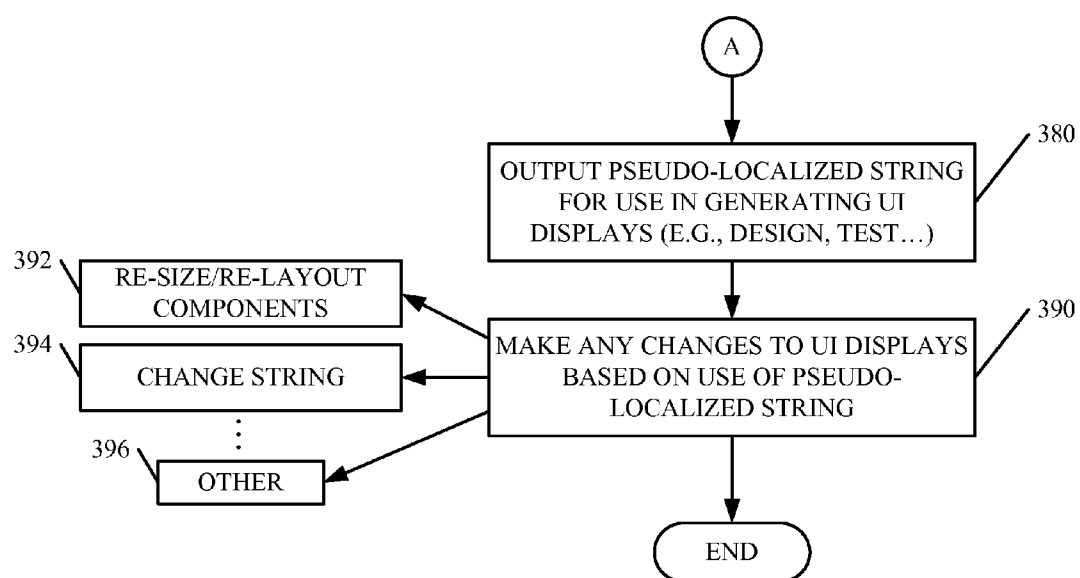 A
OUTPUT PSEUDO-LOCALIZED STRING
FOR USE IN GENERATING UI
DISPLAYS (E.G., DESIGN, TEST...)
380
392
RE-SIZE/RE-LAYOUT
COMPONENTS
390
MAKE ANY CHANGES TO UI DISPLAYS
BASED ON USE OF PSEUDO-
LOCALIZED STRING
394
CHANGE STRING
396
OTHER
END